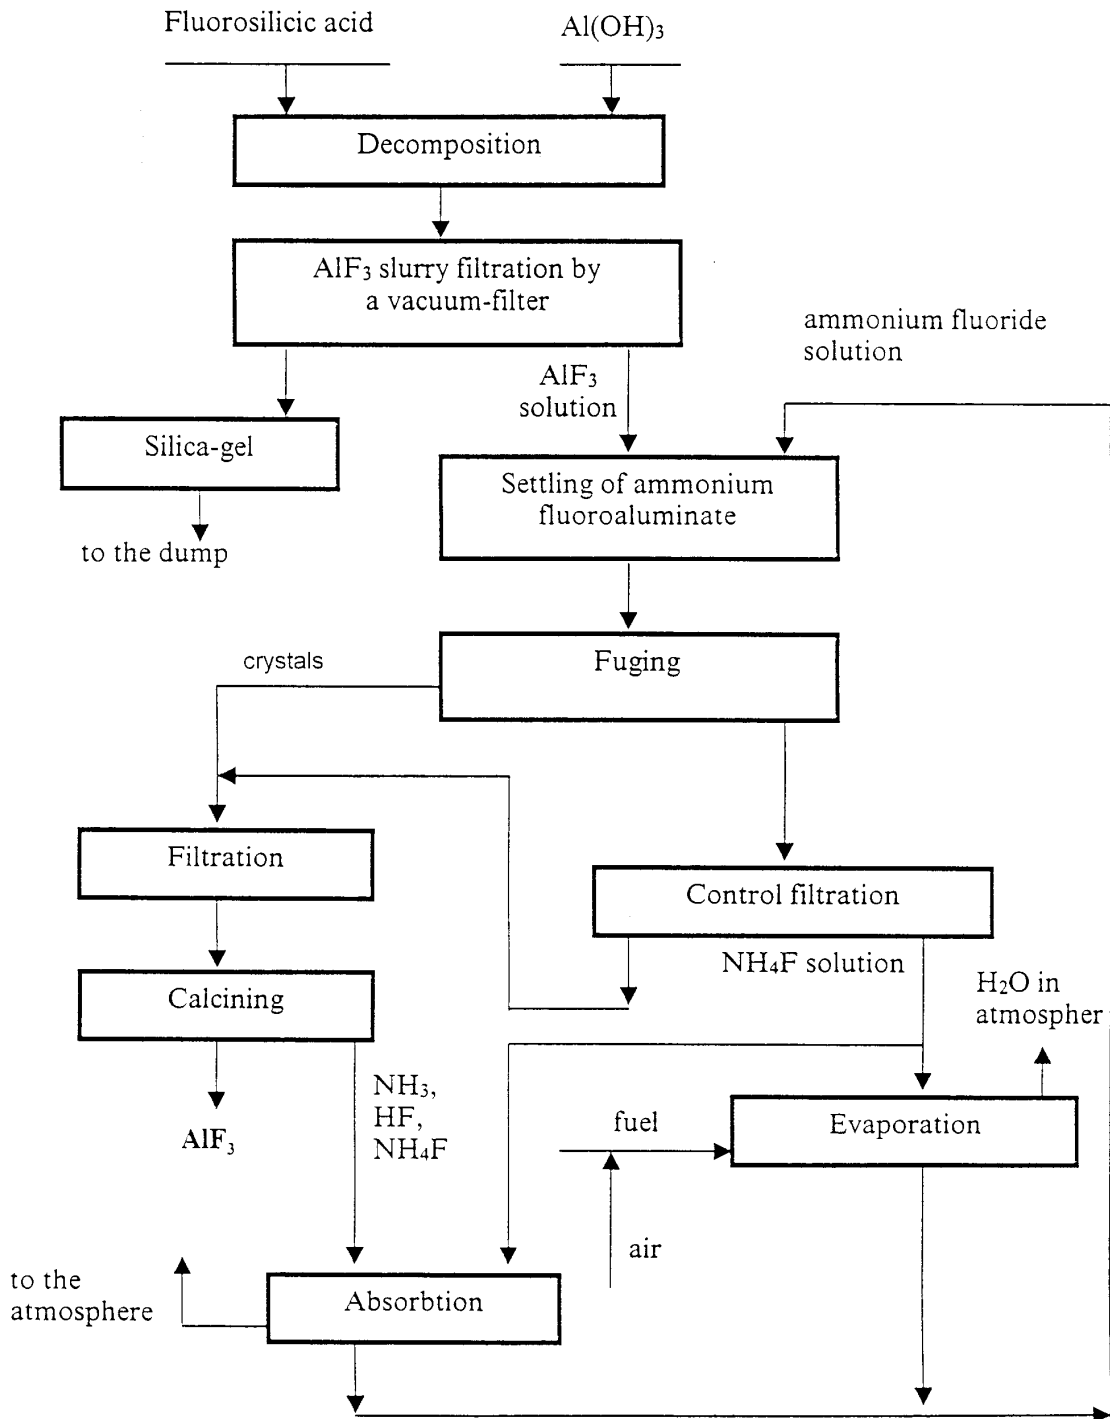 Fluorosilicic acid
Al(OH)₃
Decomposition
AlF₃ slurry filtration by
a vacuum-filter
ammonium fluoride
solution
AlF₃
solution
Silica-gel
Settling of ammonium
fluoroaluminate
to the dump
Fuging
crystals
Filtration
Control filtration
NH₄F solution
H₂O in
atmospher
Calcining
NH₃,
HF,
NH₄F
AlF₃
fuel
Evaporation
air
to the
atmosphere
Absorbtion